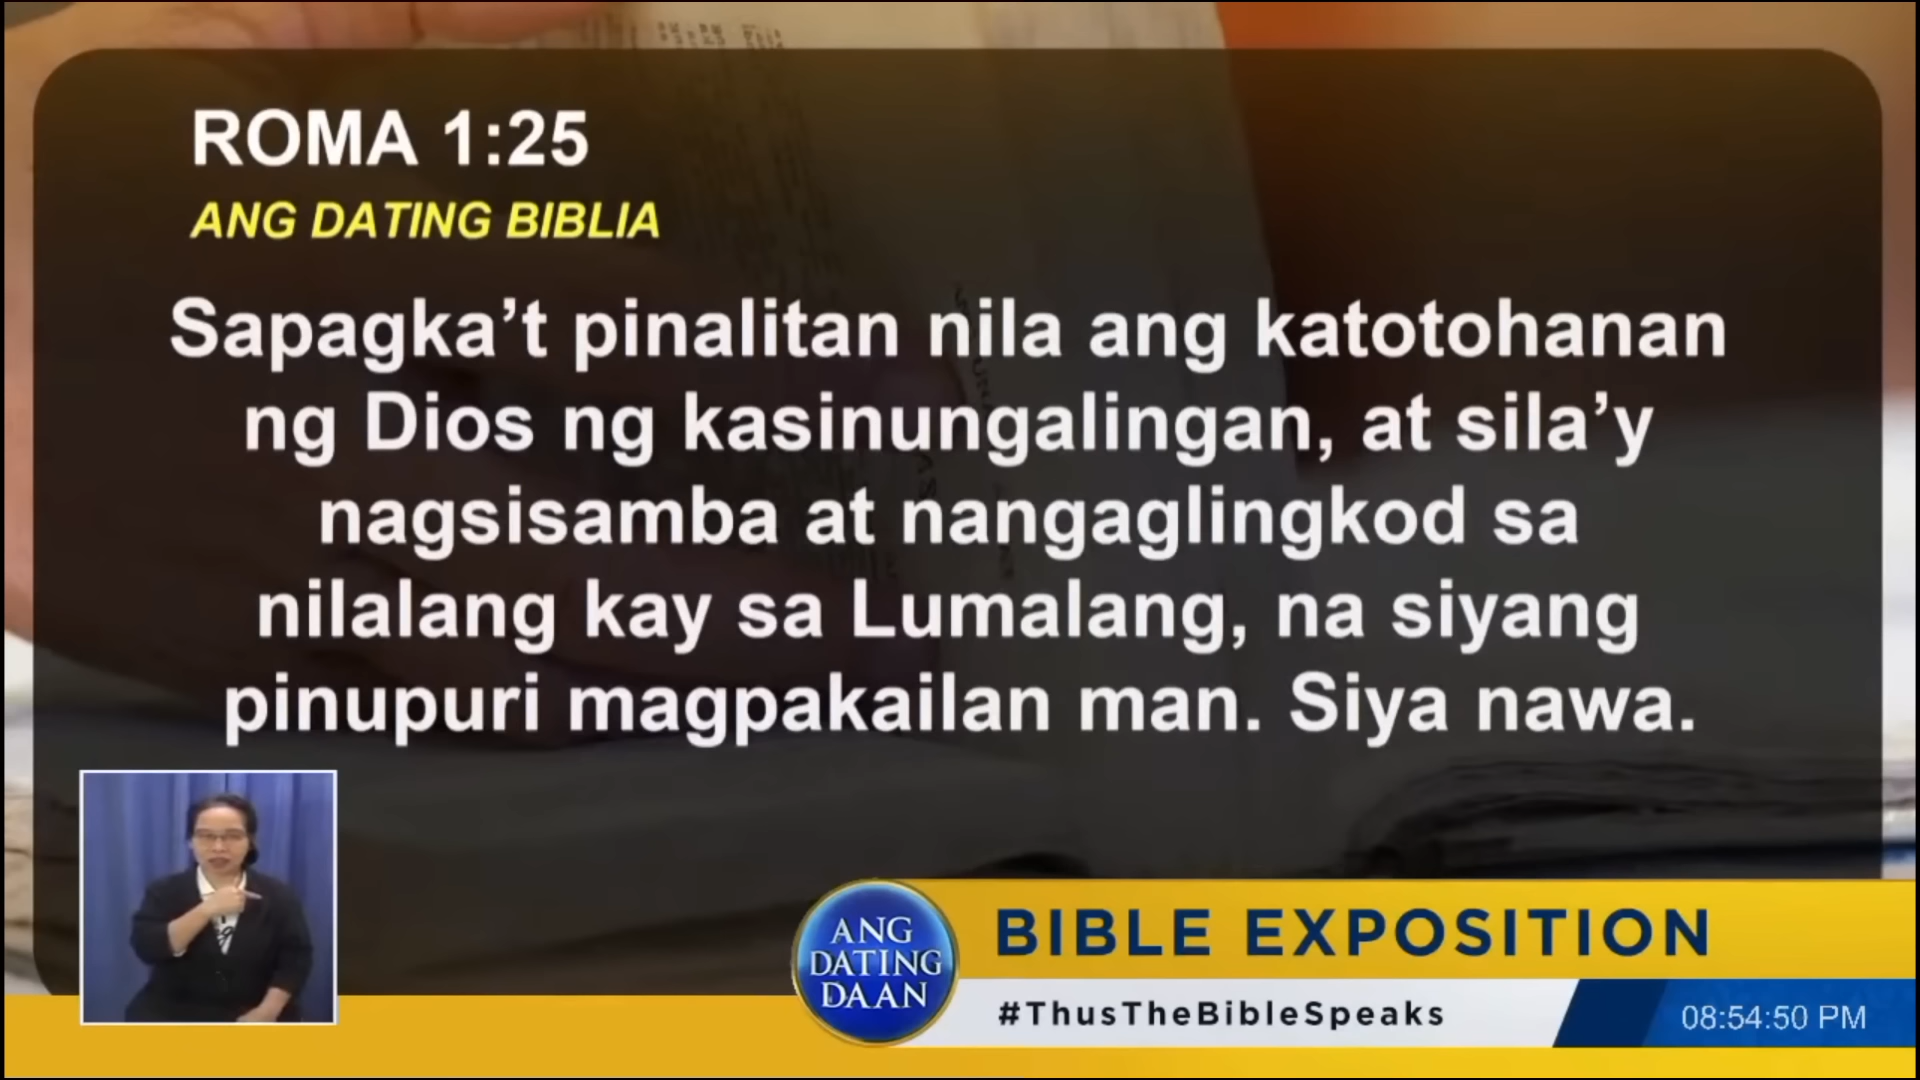 ROMA 1:25
ANG DATING BIBLIA
Sapagka’t pinalitan nila ang katotohanan
ng Dios ng kasinungalingan, at sila’y
nagsisamba at nangaglingkod sa
nilalang kay sa Lumalang, na siyang
pinupuri magpakailan man. Siya nawa.
ANG
DATING
DAAN
BIBLE EXPOSITION
#ThusTheBibleSpeaks
08:54:50 PM